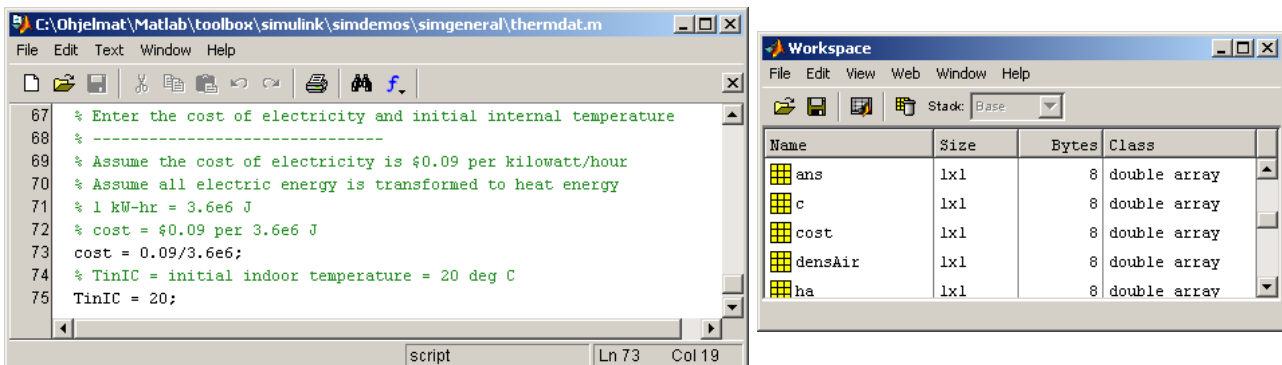 C:\Ohjelmat\Matlab\toolbox\simulink\simdemos\simgeneral\thermdat.m
File Edit Text Window Help
67 % Enter the cost of electricity and initial internal temperature
68 % -------------------------------
69 % Assume the cost of electricity is $0.09 per kilowatt/hour
70 % Assume all electric energy is transformed to heat energy
71 % 1 kW-hr = 3.6e6 J
72 % cost = $0.09 per 3.6e6 J
73 cost = 0.09/3.6e6;
74 % TinIC = initial indoor temperature = 20 deg C
75 TinIC = 20;
script Ln 73 Col 19
Workspace
File Edit View Web Window Help
Stack: Base
Name Size Bytes Class
ans 1x1 8 double array
c 1x1 8 double array
cost 1x1 8 double array
densAir 1x1 8 double array
ha 1x1 8 double array